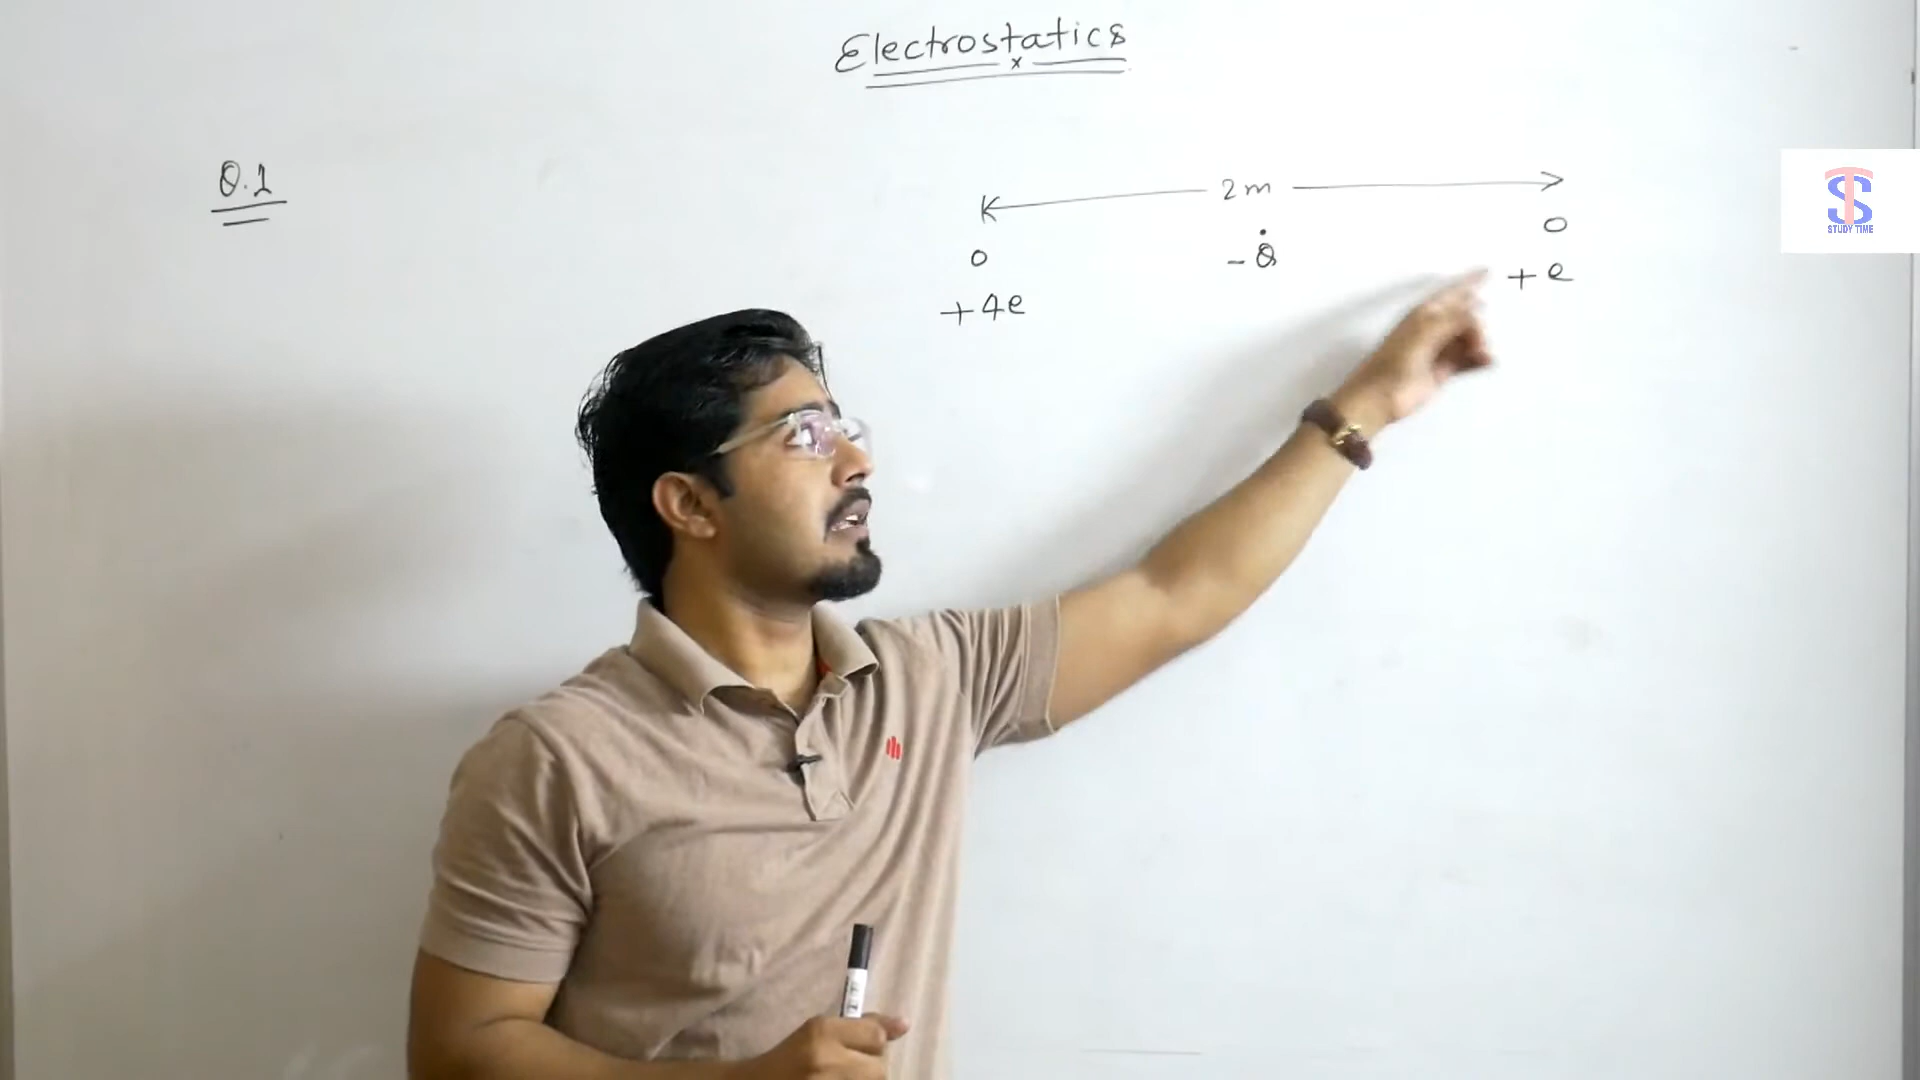 Electrostatics
x
Q.1
2m
- Q
+ e
+4e
STUDY TIME